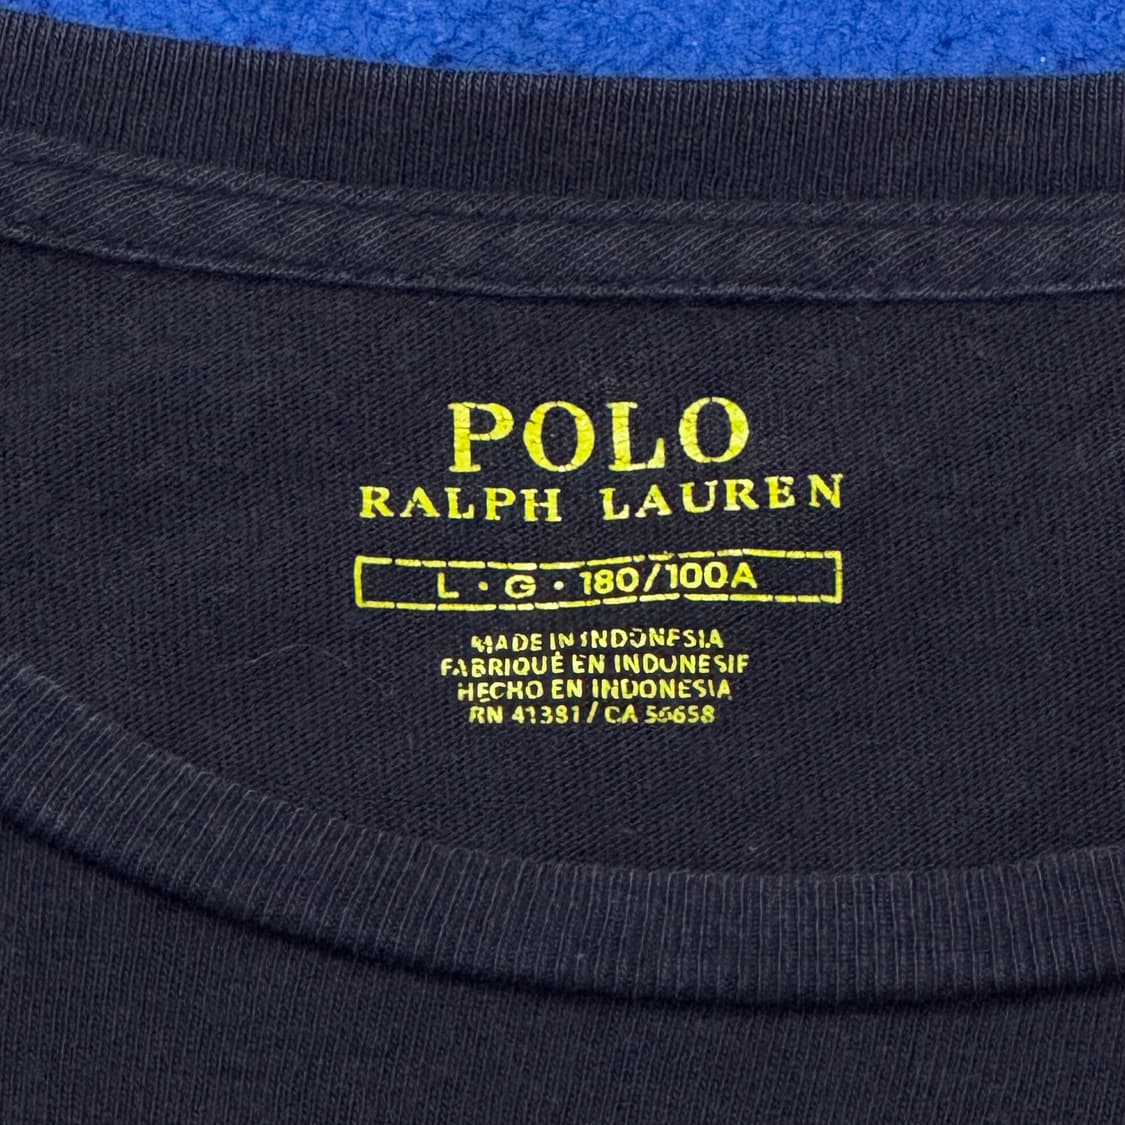 POLO
RALPH LAUREN
L • G • 180/100A
MADE IN INDONESIA
FABRIQUÉ EN INDONESIE
HECHO EN INDONESIA
RN 41381 / CA 56658